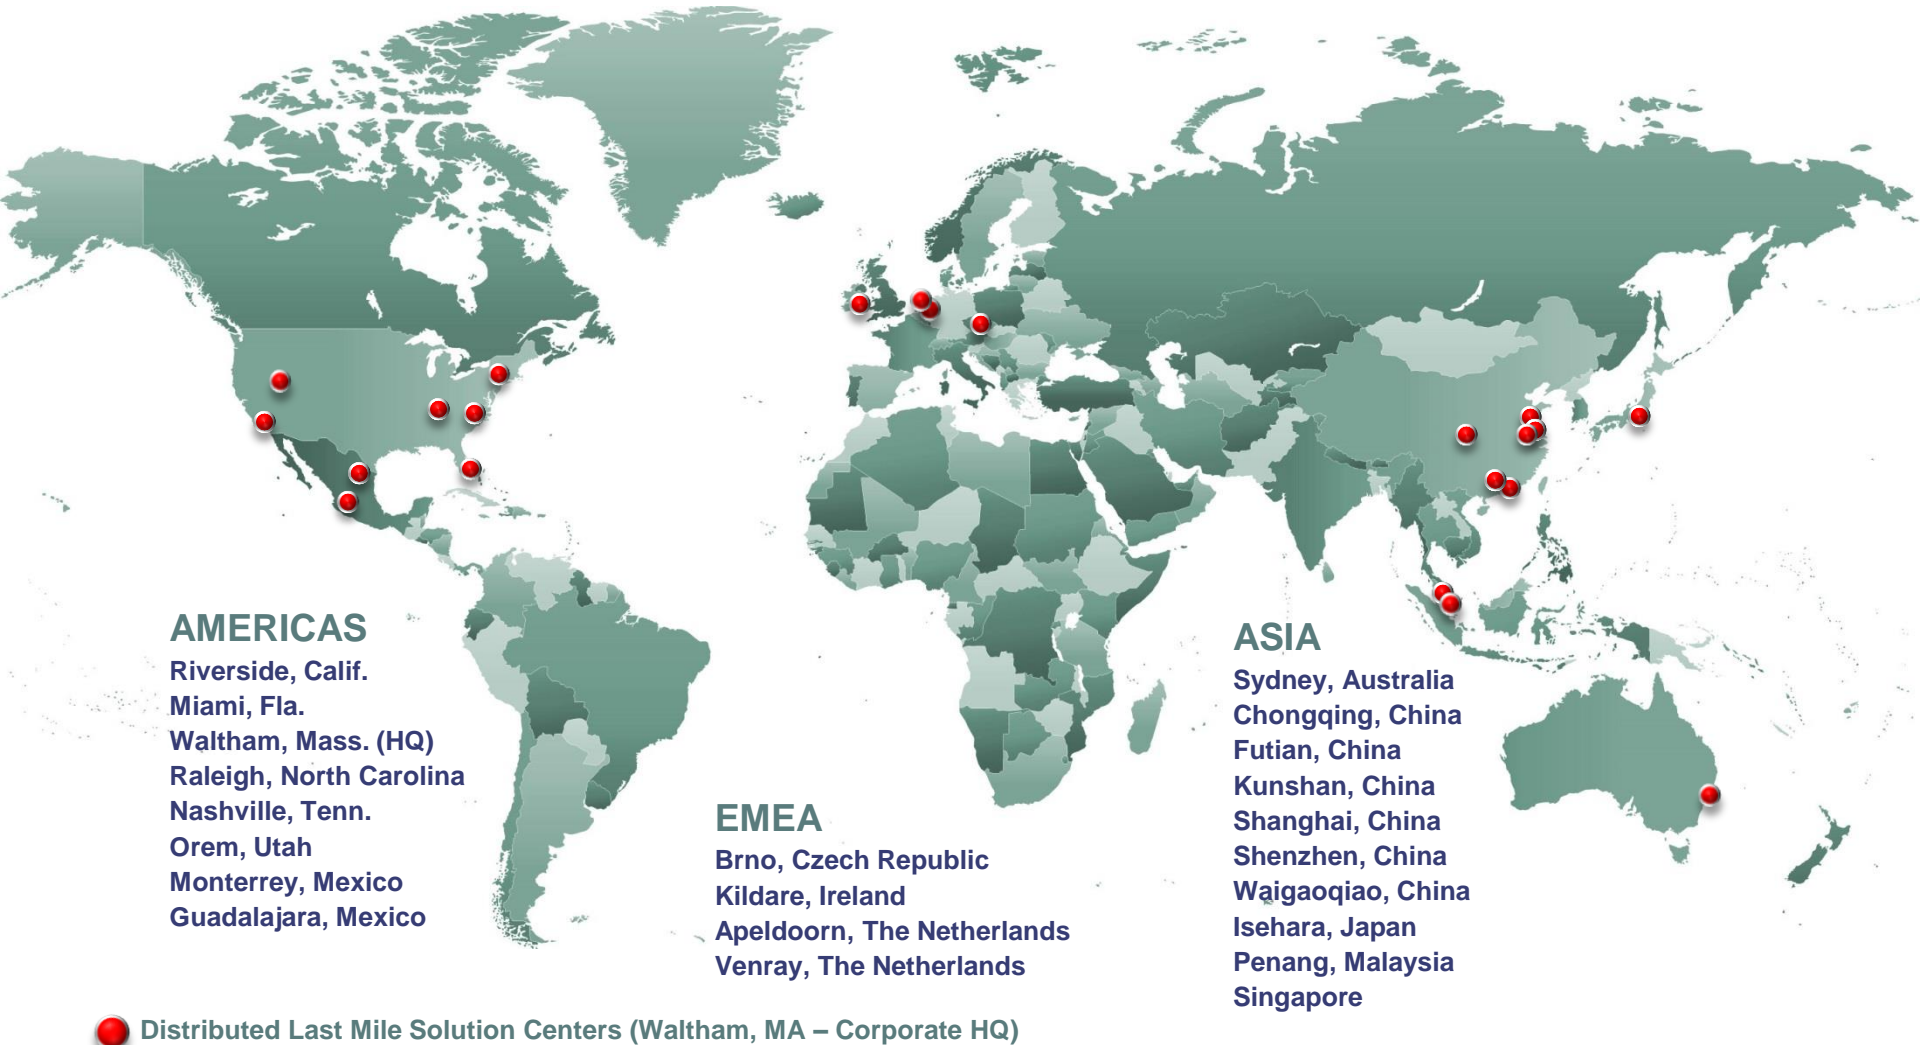 AMERICAS
Riverside, Calif.
Miami, Fla.
Waltham, Mass. (HQ)
Raleigh, North Carolina
Nashville, Tenn.
Orem, Utah
Monterrey, Mexico
Guadalajara, Mexico
EMEA
Brno, Czech Republic
Kildare, Ireland
Apeldoorn, The Netherlands
Venray, The Netherlands
ASIA
Sydney, Australia
Chongqing, China
Futian, China
Kunshan, China
Shanghai, China
Shenzhen, China
Waigaoqiao, China
Isehara, Japan
Penang, Malaysia
Singapore
Distributed Last Mile Solution Centers (Waltham, MA – Corporate HQ)